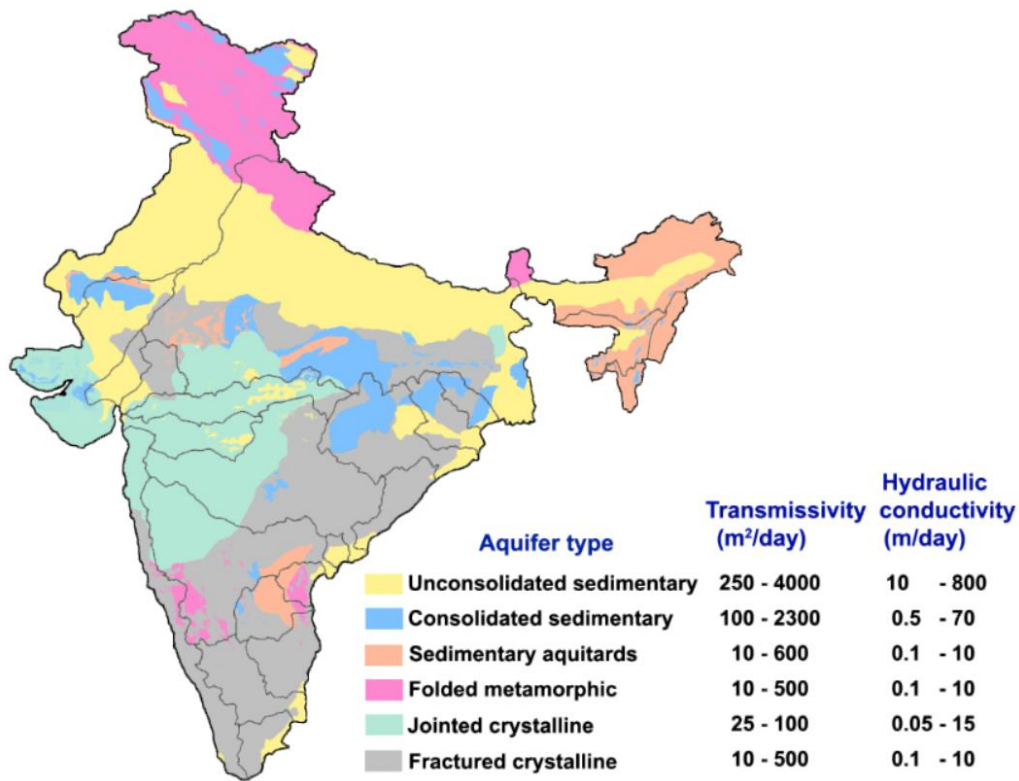 Aquifer type Transmissivity (m²/day) Hydraulic conductivity (m/day)
Unconsolidated sedimentary 250 - 4000 10 - 800
Consolidated sedimentary 100 - 2300 0.5 - 70
Sedimentary aquitards 10 - 600 0.1 - 10
Folded metamorphic 10 - 500 0.1 - 10
Jointed crystalline 25 - 100 0.05 - 15
Fractured crystalline 10 - 500 0.1 - 10